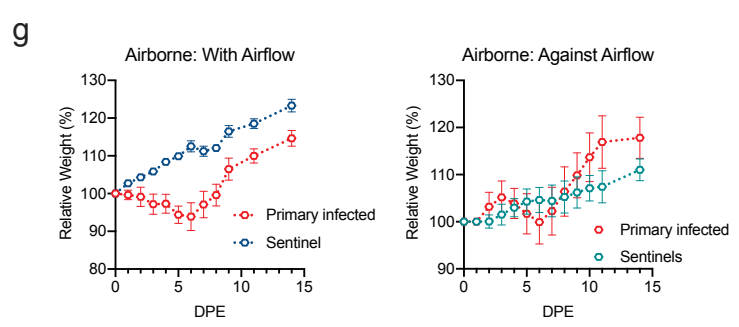 g
Airborne: With Airflow
130
120
110
100
90
80
Relative Weight (%)
0
5
10
15
DPE
Primary infected
Sentinel
Airborne: Against Airflow
130
120
110
100
90
Relative Weight (%)
0
5
10
15
DPE
Primary infected
Sentinels